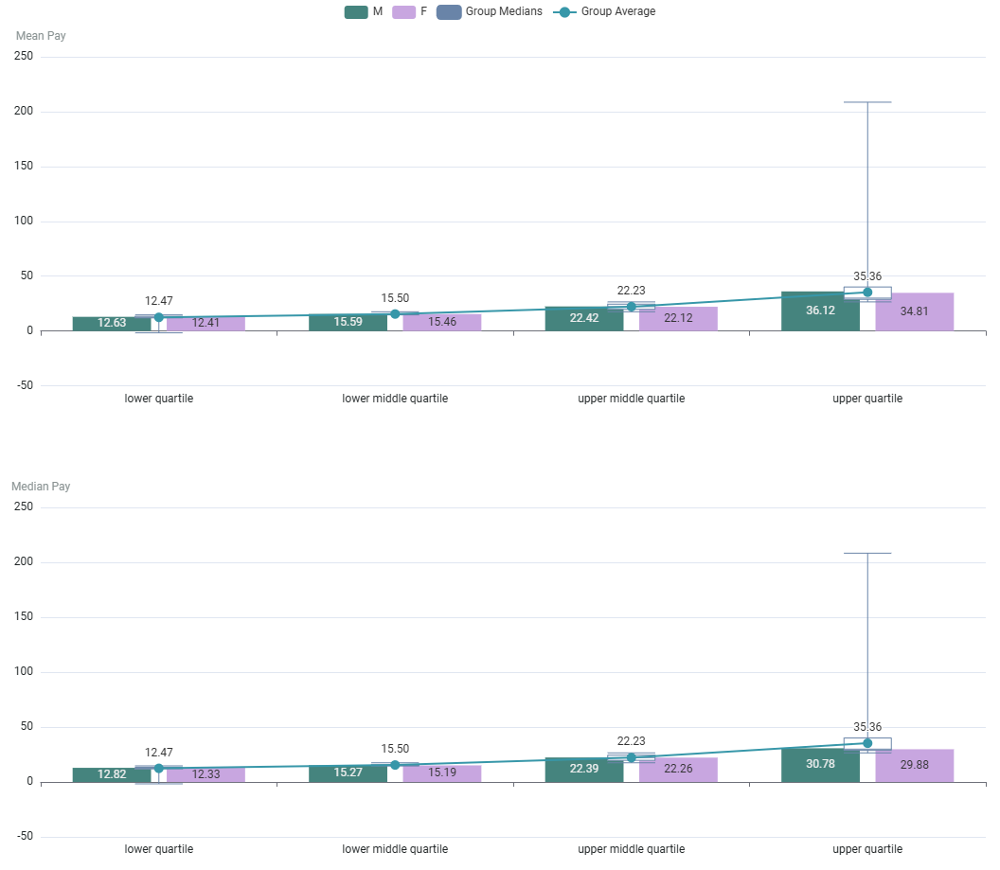 M F Group Medians Group Average
Mean Pay
250
200
150
100
50
0
-50
12.47 15.50 22.23 35.36
12.63 12.41 15.59 15.46 22.42 22.12 36.12 34.81
lower quartile lower middle quartile upper middle quartile upper quartile
Median Pay
250
200
150
100
50
0
-50
12.47 15.50 22.23 35.36
12.82 12.33 15.27 15.19 22.39 22.26 30.78 29.88
lower quartile lower middle quartile upper middle quartile upper quartile